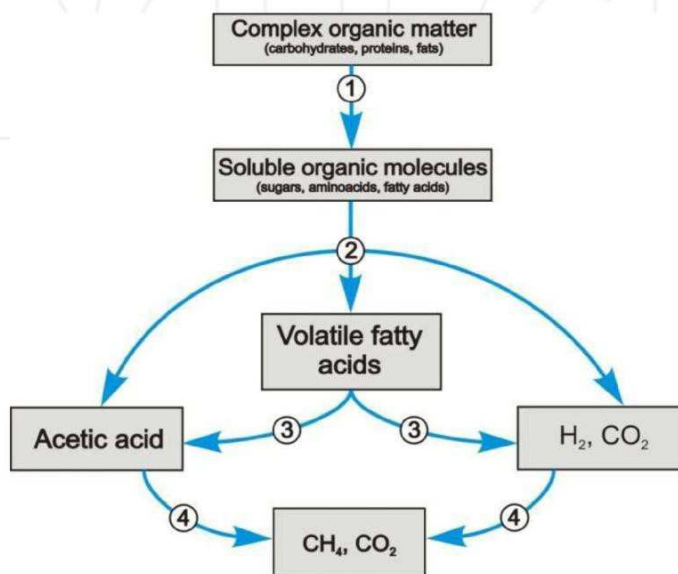 Complex organic matter
(carbohydrates, proteins, fats)
1
Soluble organic molecules
(sugars, aminoacids, fatty acids)
2
Volatile fatty
acids
3
3
Acetic acid
H₂, CO₂
4
4
CH₄, CO₂